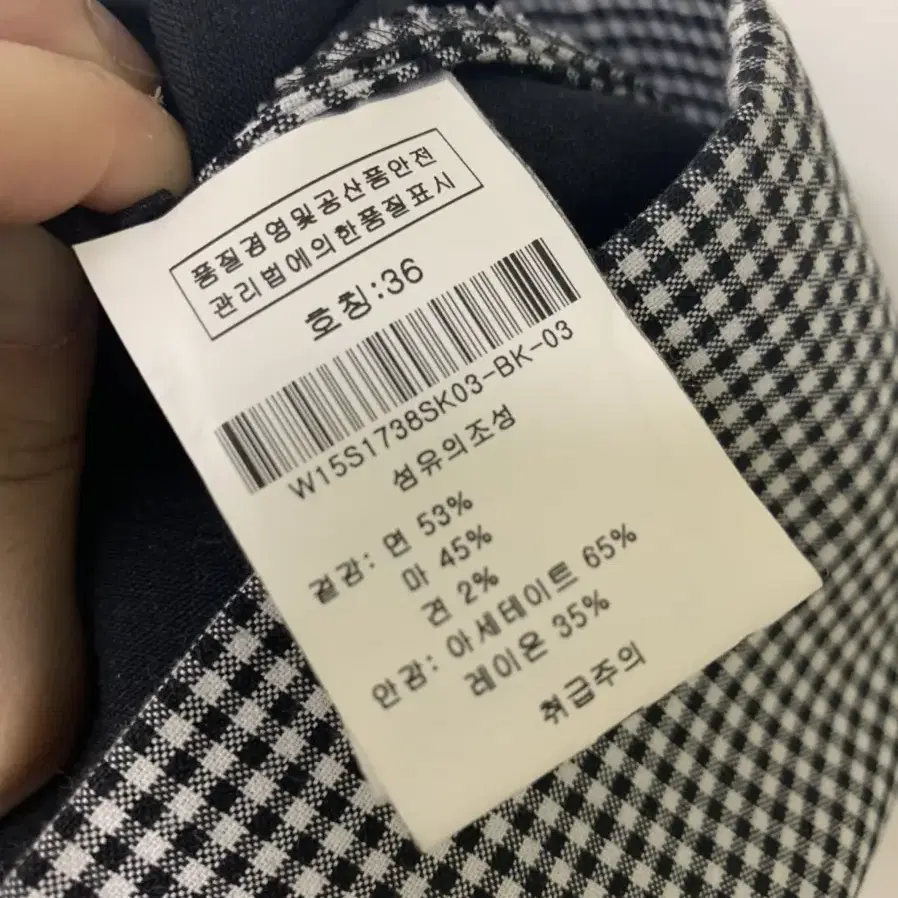 품질경영및공산품안전
관리법에의한품질표시
호칭:36
W15S1738SK03-BK-03
섬유의조성
겉감: 면 53%
마 45%
견 2%
안감: 아세테이트 65%
레이온 35%
취급주의